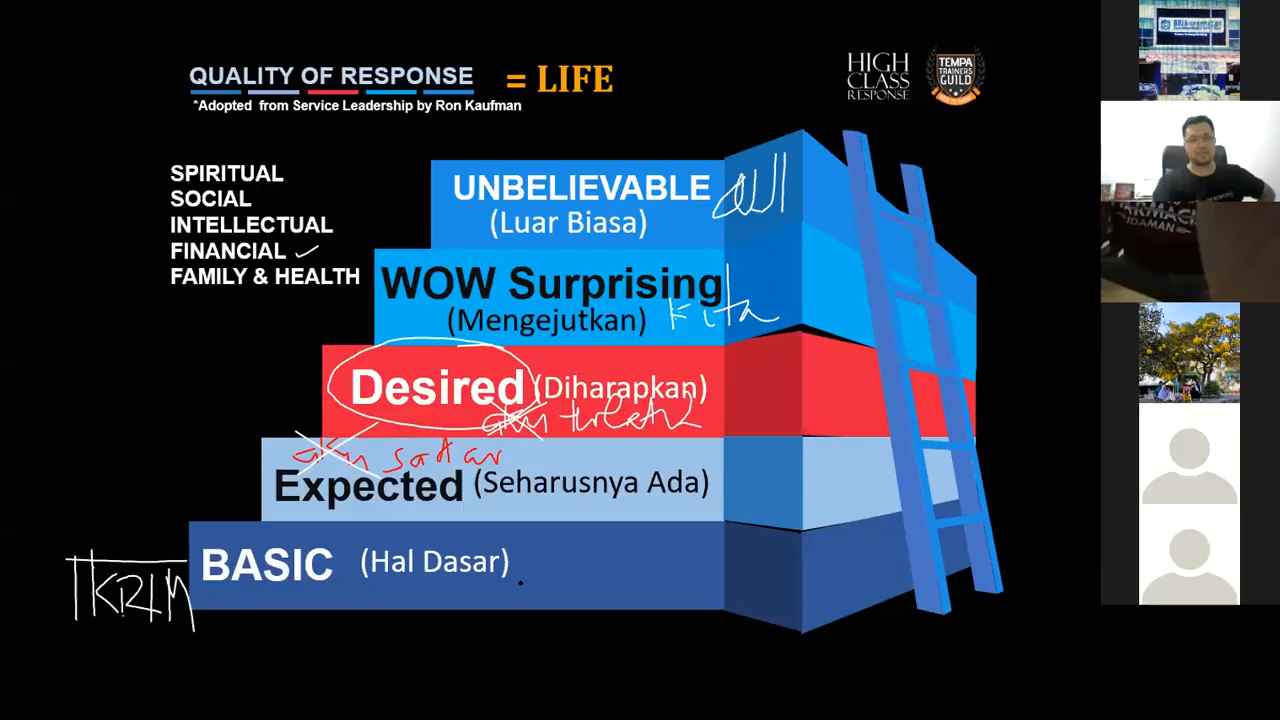 QUALITY OF RESPONSE = LIFE
*Adopted from Service Leadership by Ron Kaufman
HIGH
CLASS
RESPONSE
TEMPA
TRAINERS
GUILD
SPIRITUAL
SOCIAL
INTELLECTUAL
FINANCIAL
FAMILY & HEALTH
UNBELIEVABLE
(Luar Biasa)
الله
WOW Surprising
(Mengejutkan)
kita
Desired (Diharapkan)
sadar
Expected (Seharusnya Ada)
BASIC (Hal Dasar)
IDAMAN